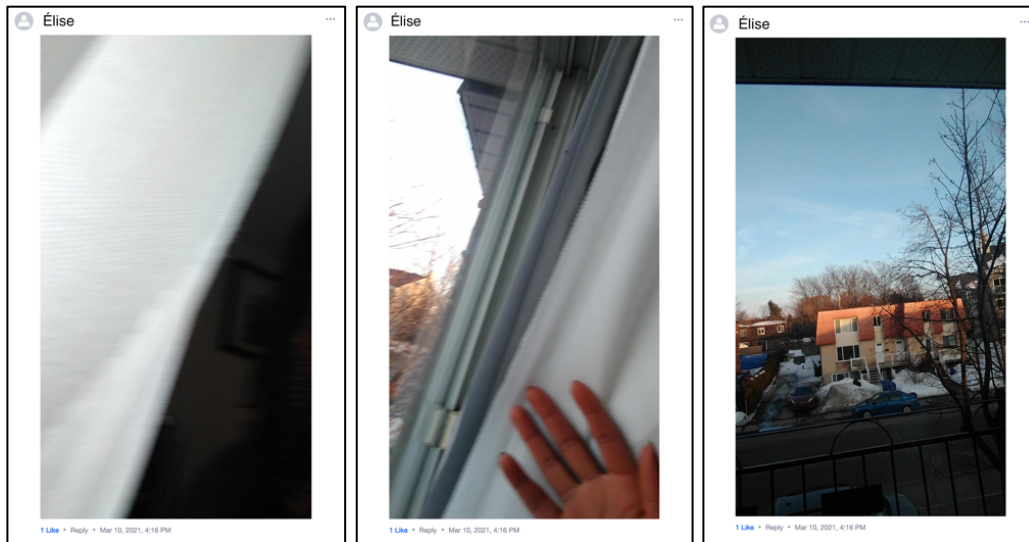 Élise
1 Like • Reply • Mar 10, 2021, 4:16 PM
Élise
1 Like • Reply • Mar 10, 2021, 4:16 PM
Élise
1 Like • Reply • Mar 10, 2021, 4:16 PM